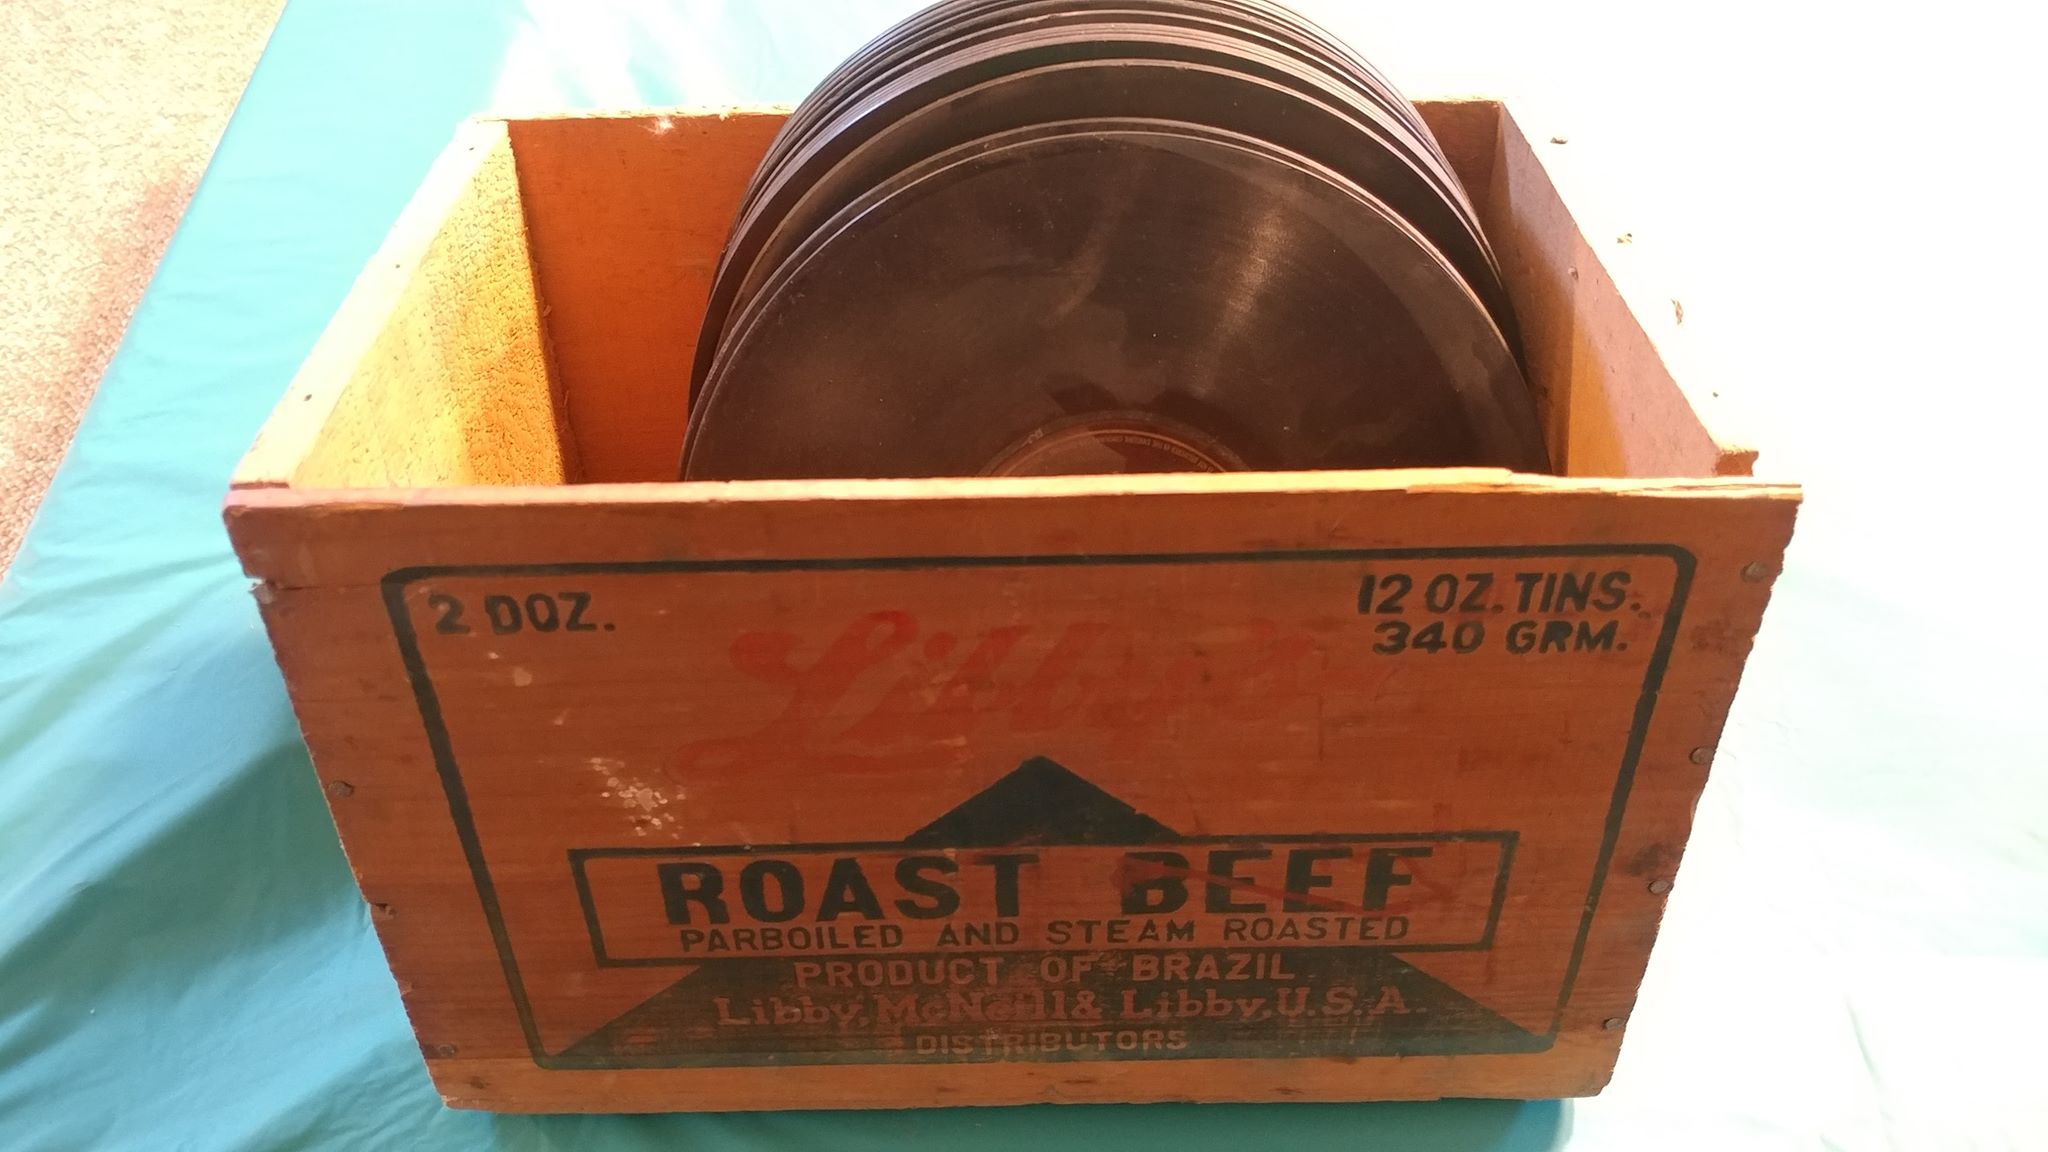 2 DOZ.
12 OZ. TINS.
340 GRM.
Libby's
ROAST BEEF
PARBOILED AND STEAM ROASTED
PRODUCT OF BRAZIL
Libby, McNeill & Libby, U.S.A.
DISTRIBUTORS